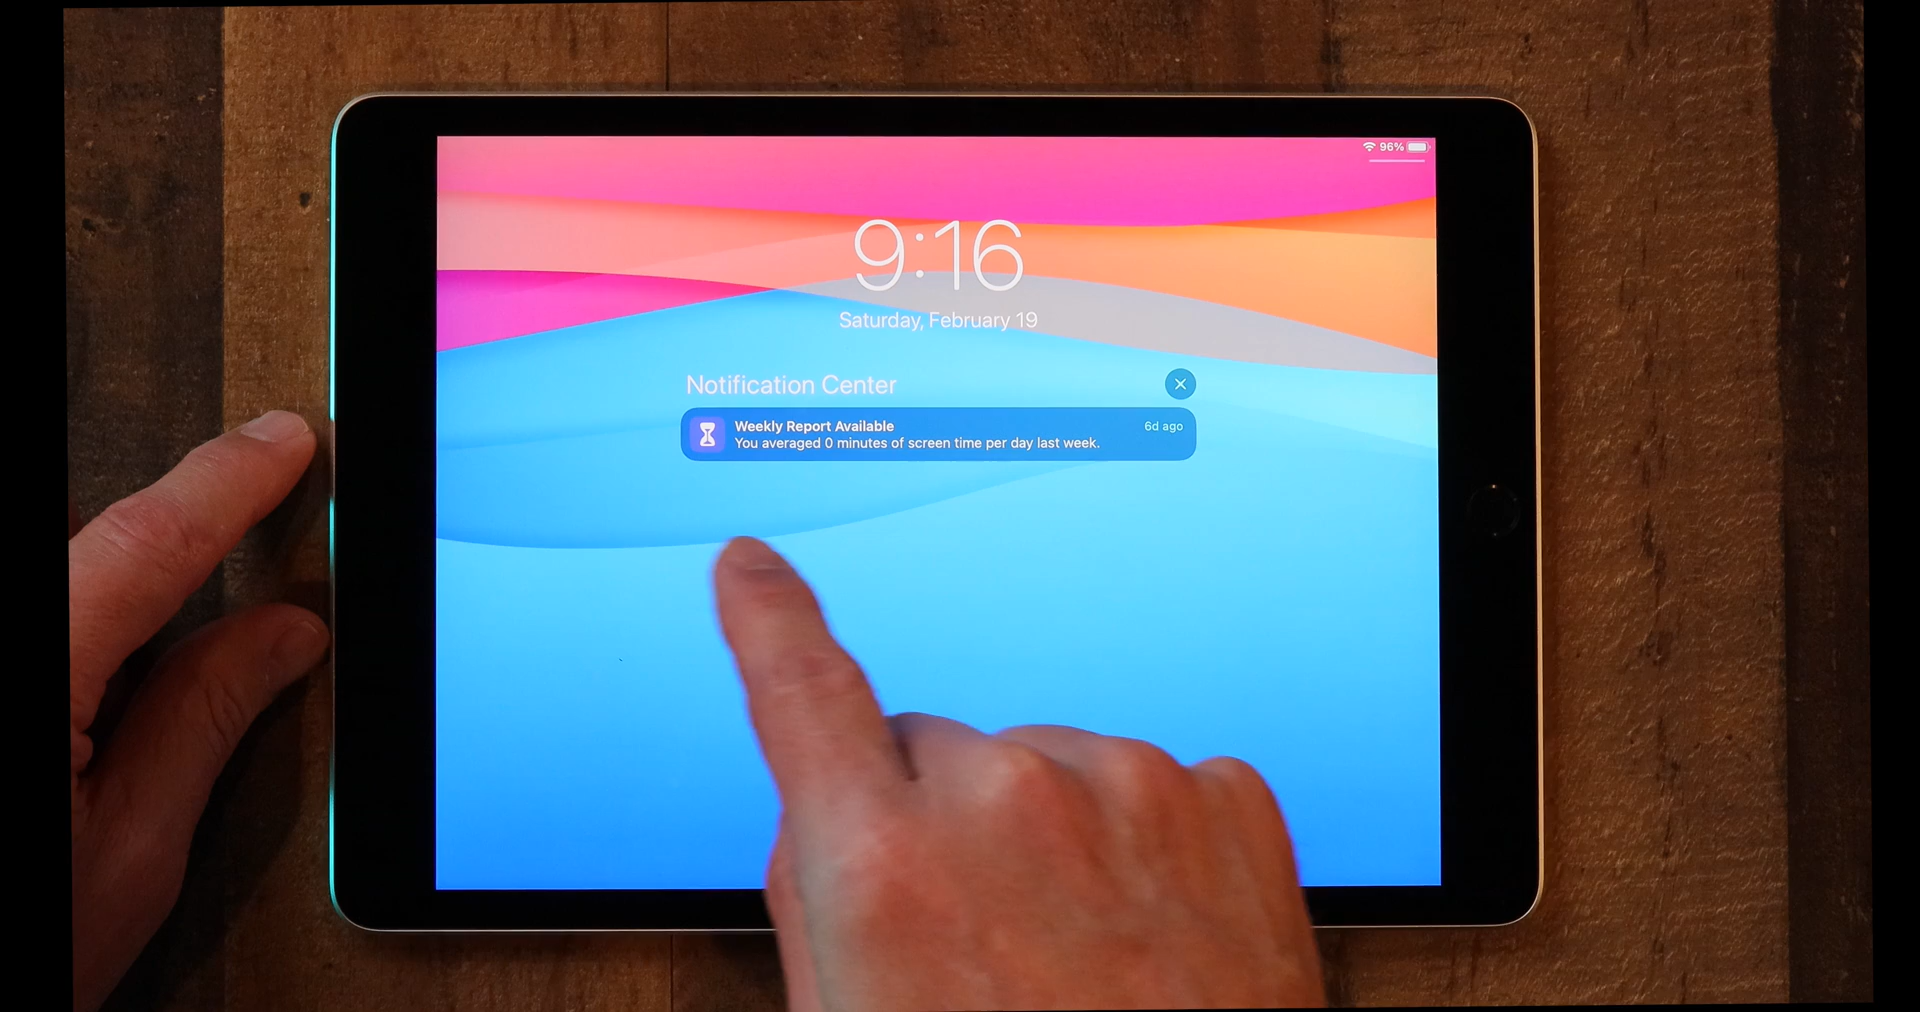 96%
9:16
Saturday, February 19
Notification Center
Weekly Report Available 6d ago
You averaged 0 minutes of screen time per day last week.